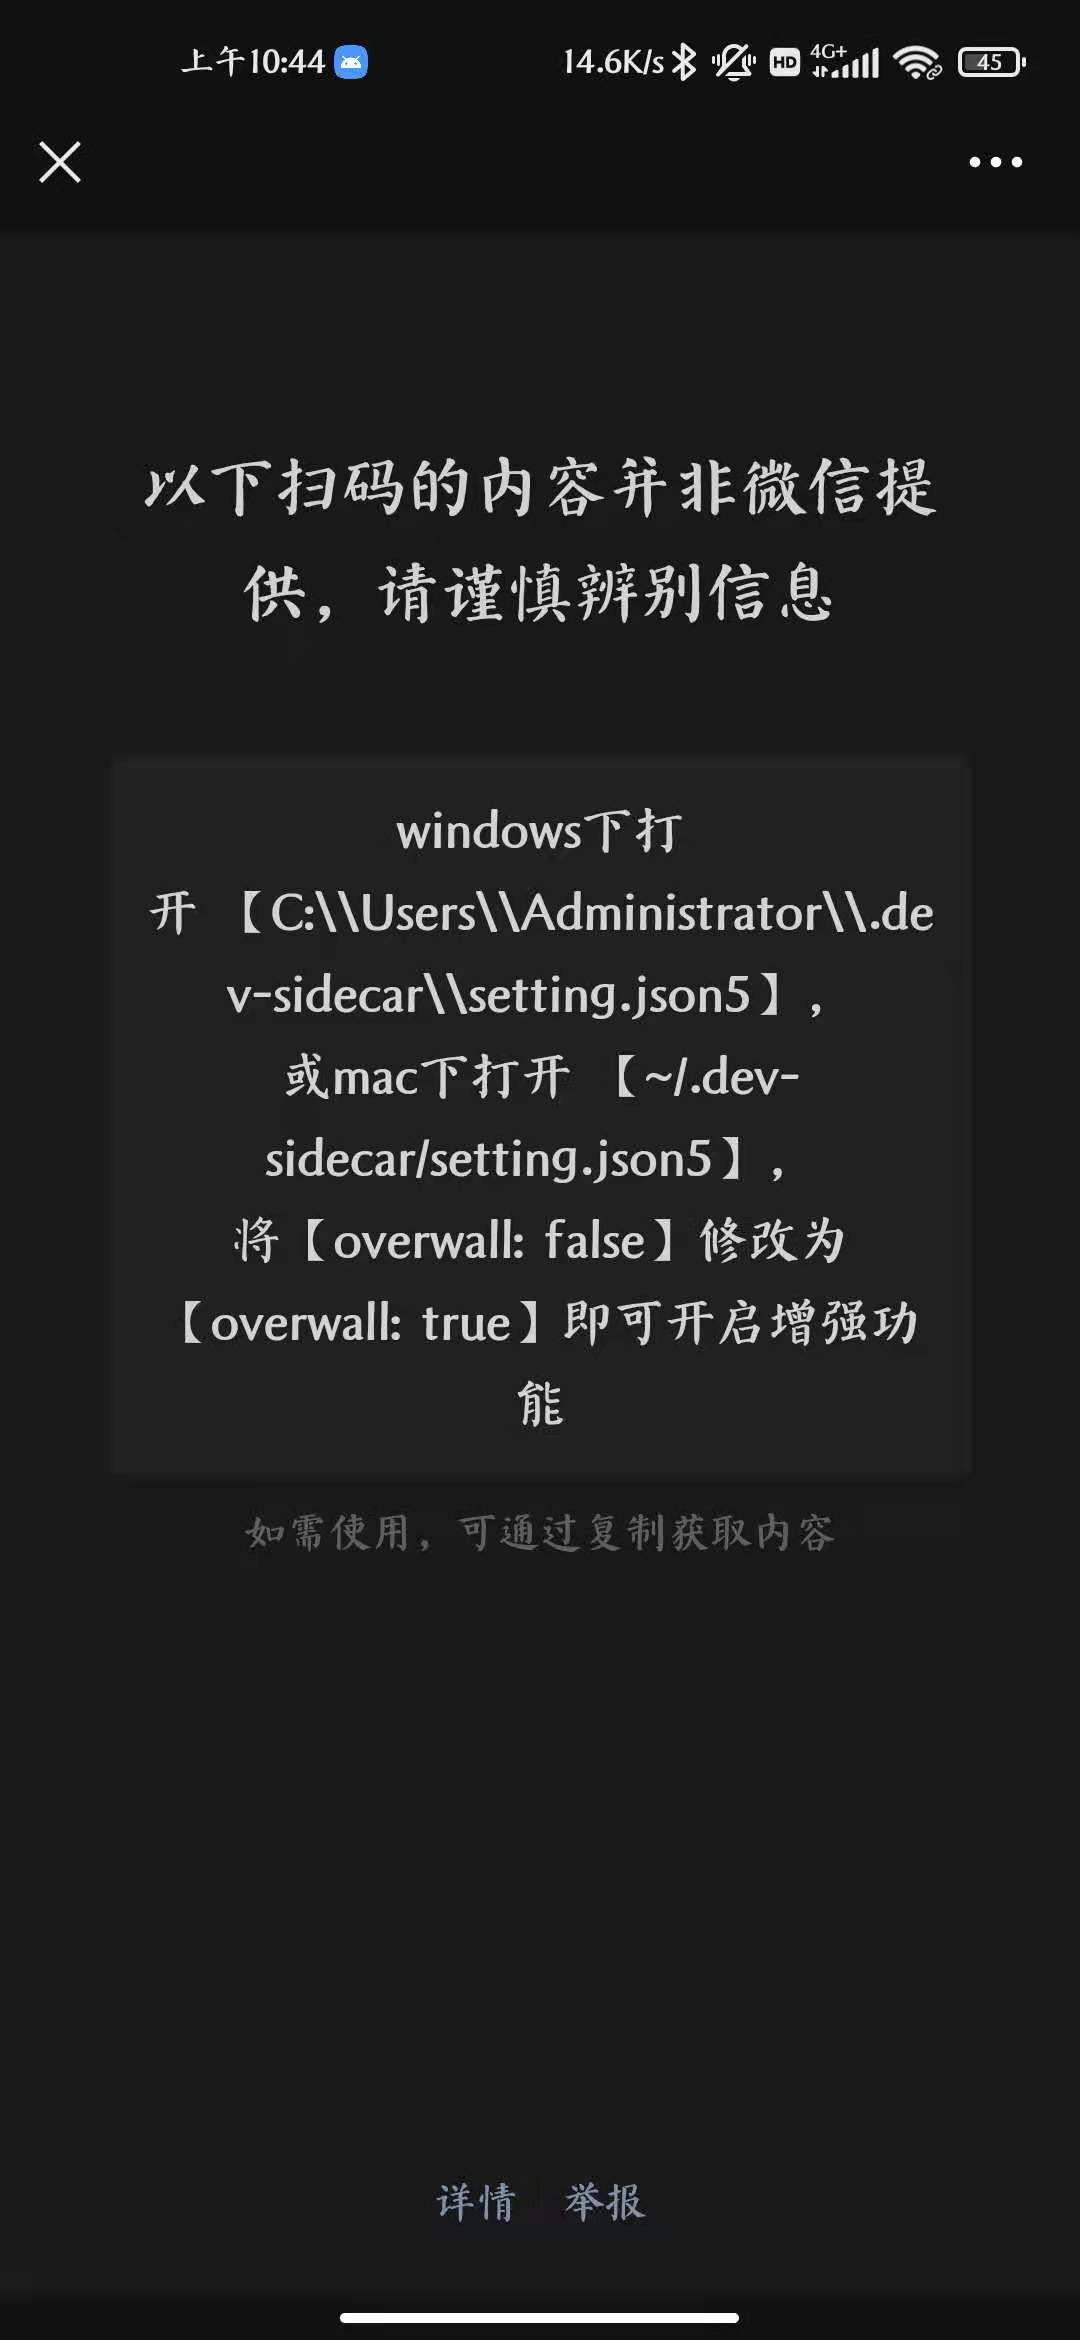 上午10:44 14.6K/s HD 4G+ 45
以下扫码的内容并非微信提
供，请谨慎辨别信息
windows下打
开 【C:\\Users\\Administrator\\.de
v-sidecar\\setting.json5】，
或mac下打开 【~/.dev-
sidecar/setting.json5】，
将【overwall: false】修改为
【overwall: true】即可开启增强功
能
如需使用，可通过复制获取内容
详情 举报